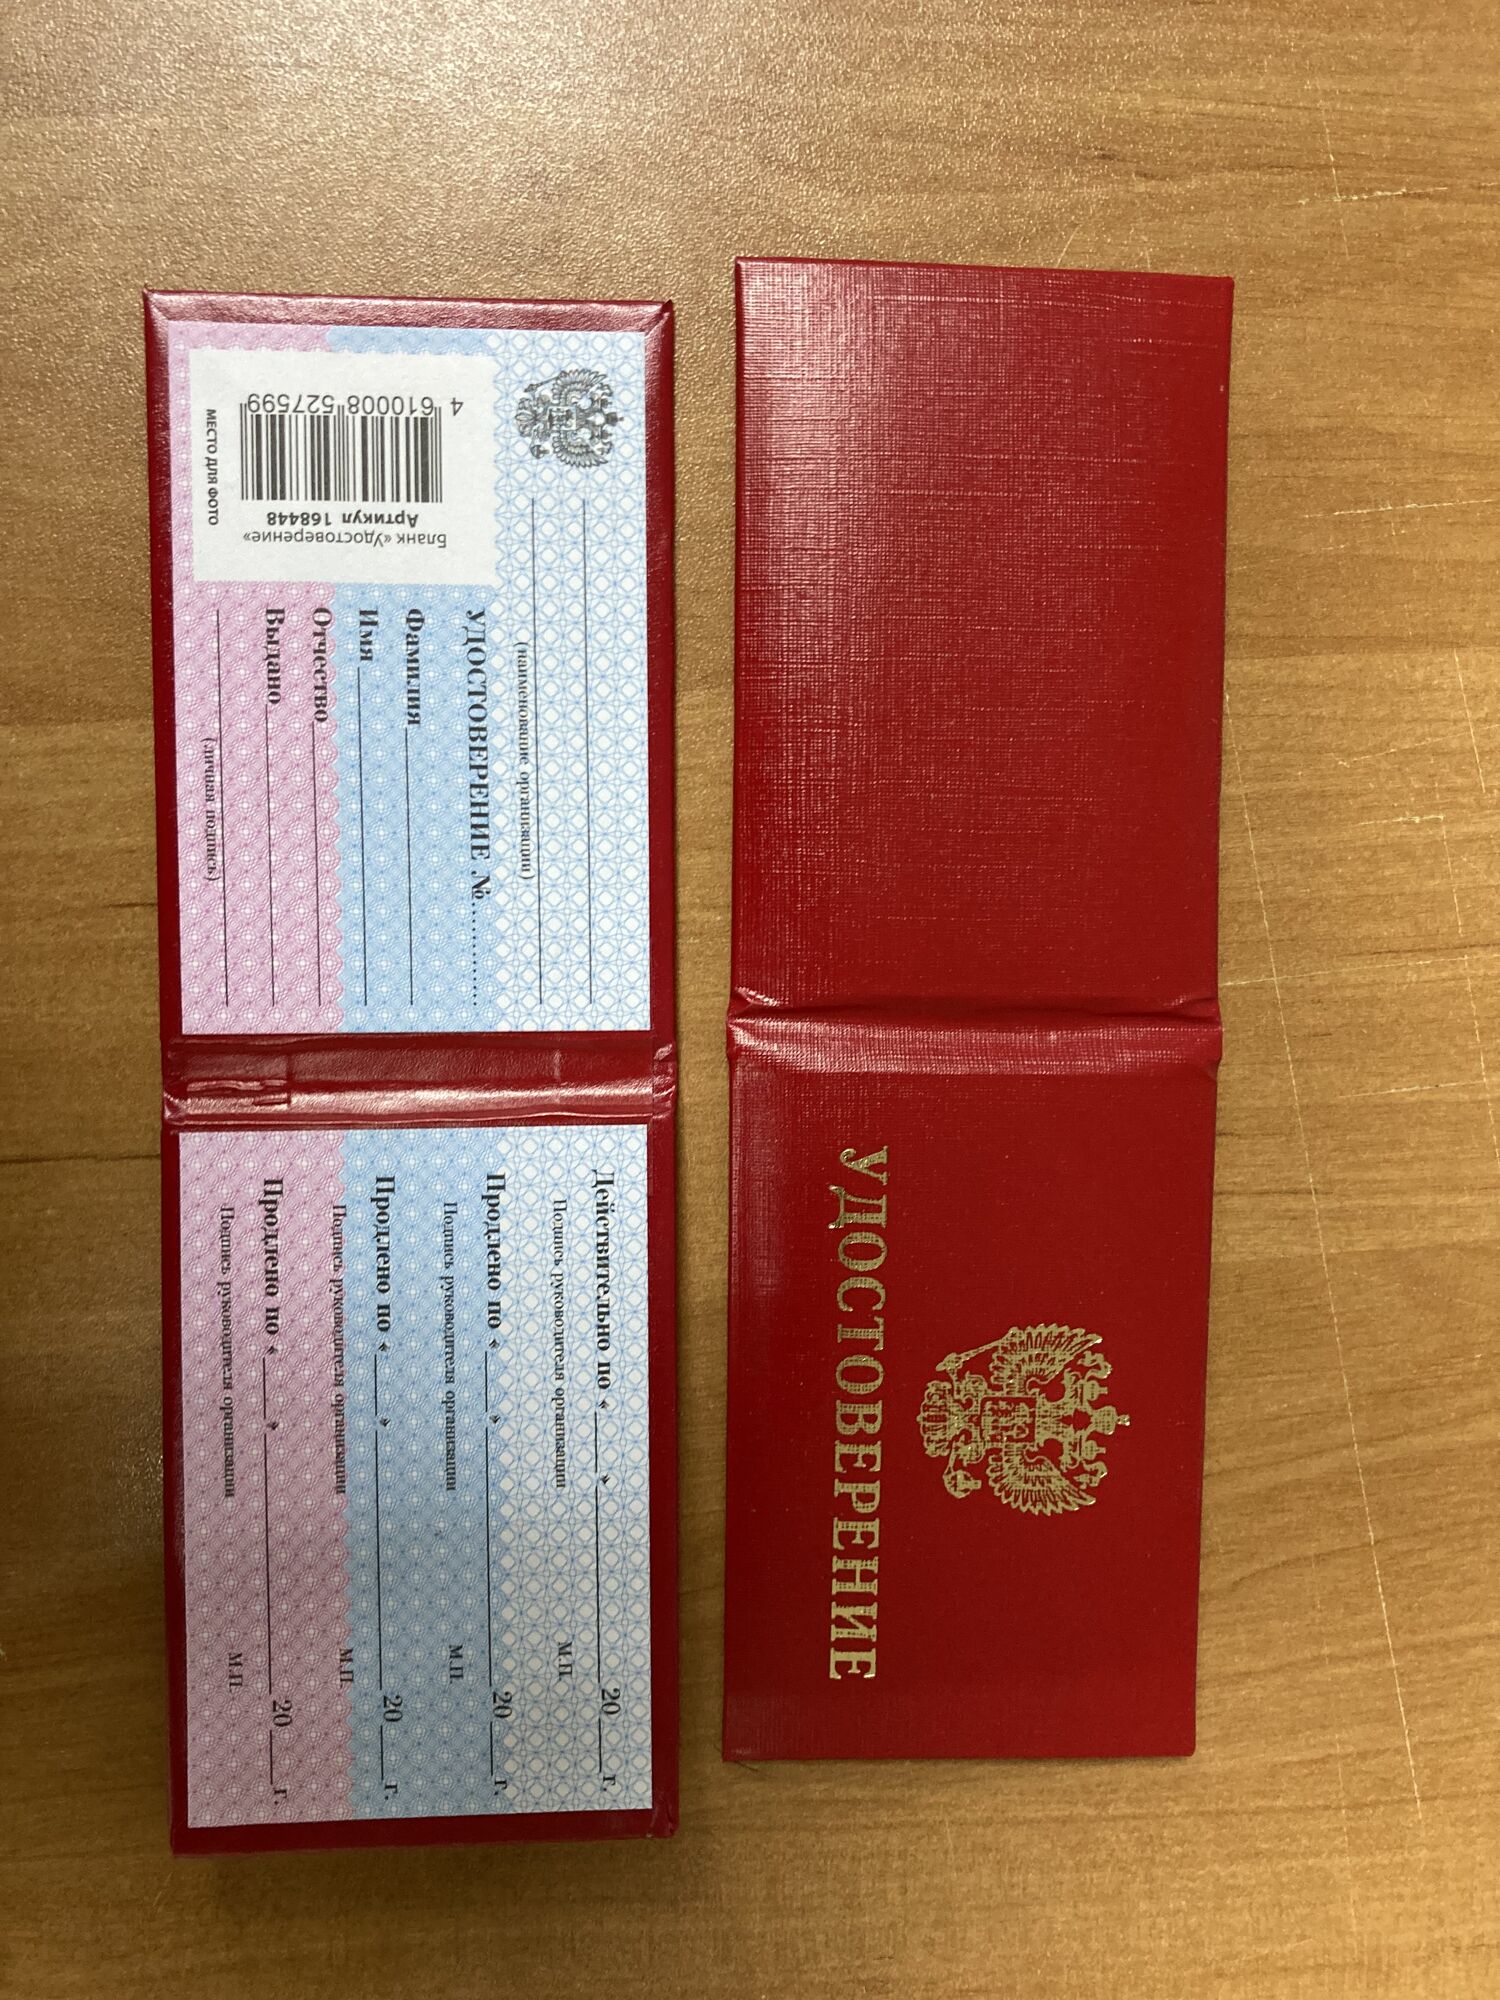 (наименование организации)
УДОСТОВЕРЕНИЕ №
Фамилия
Имя
Отчество
Выдано
(личная подпись)
Бланк «Удостоверение»
Артикул 168448
4 610008 527599
МЕСТО ДЛЯ ФОТО
Действительно по « » 20 г.
Подпись руководителя организации М.П.
Продлено по « » 20 г.
Подпись руководителя организации М.П.
Продлено по « » 20 г.
Подпись руководителя организации М.П.
Продлено по « » 20 г.
Подпись руководителя организации М.П.
УДОСТОВЕРЕНИЕ